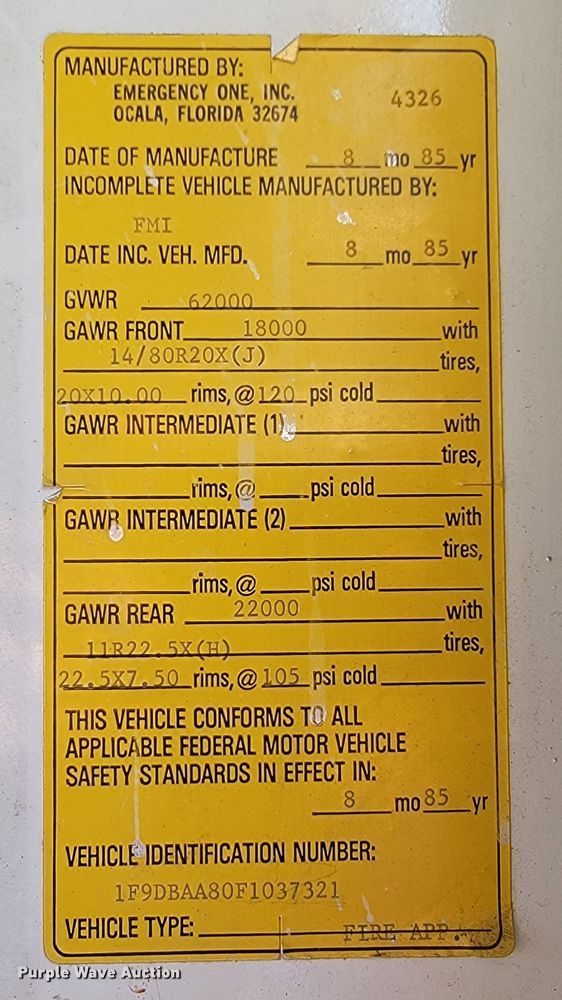 MANUFACTURED BY:
EMERGENCY ONE, INC. 4326
OCALA, FLORIDA 32674
DATE OF MANUFACTURE 8 mo 85 yr
INCOMPLETE VEHICLE MANUFACTURED BY:
FMI
DATE INC. VEH. MFD. 8 mo 85 yr
GVWR 62000
GAWR FRONT 18000 with
14/80R20X(J) tires,
20X10.00 rims, @ 120 psi cold
GAWR INTERMEDIATE (1) with
tires,
rims, @ psi cold
GAWR INTERMEDIATE (2) with
tires,
rims, @ psi cold
GAWR REAR 22000 with
11R22.5X(H) tires,
22.5X7.50 rims, @ 105 psi cold
THIS VEHICLE CONFORMS TO ALL
APPLICABLE FEDERAL MOTOR VEHICLE
SAFETY STANDARDS IN EFFECT IN:
8 mo 85 yr
VEHICLE IDENTIFICATION NUMBER:
1F9DBAA80F1037321
VEHICLE TYPE: FIRE APP.
Purple Wave Auction